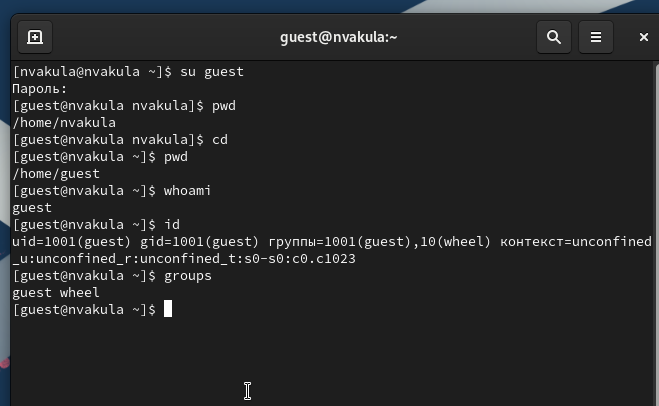 guest@nvakula:~
[nvakula@nvakula ~]$ su guest
Пароль:
[guest@nvakula nvakula]$ pwd
/home/nvakula
[guest@nvakula nvakula]$ cd
[guest@nvakula ~]$ pwd
/home/guest
[guest@nvakula ~]$ whoami
guest
[guest@nvakula ~]$ id
uid=1001(guest) gid=1001(guest) группы=1001(guest),10(wheel) контекст=unconfined
_u:unconfined_r:unconfined_t:s0-s0:c0.c1023
[guest@nvakula ~]$ groups
guest wheel
[guest@nvakula ~]$